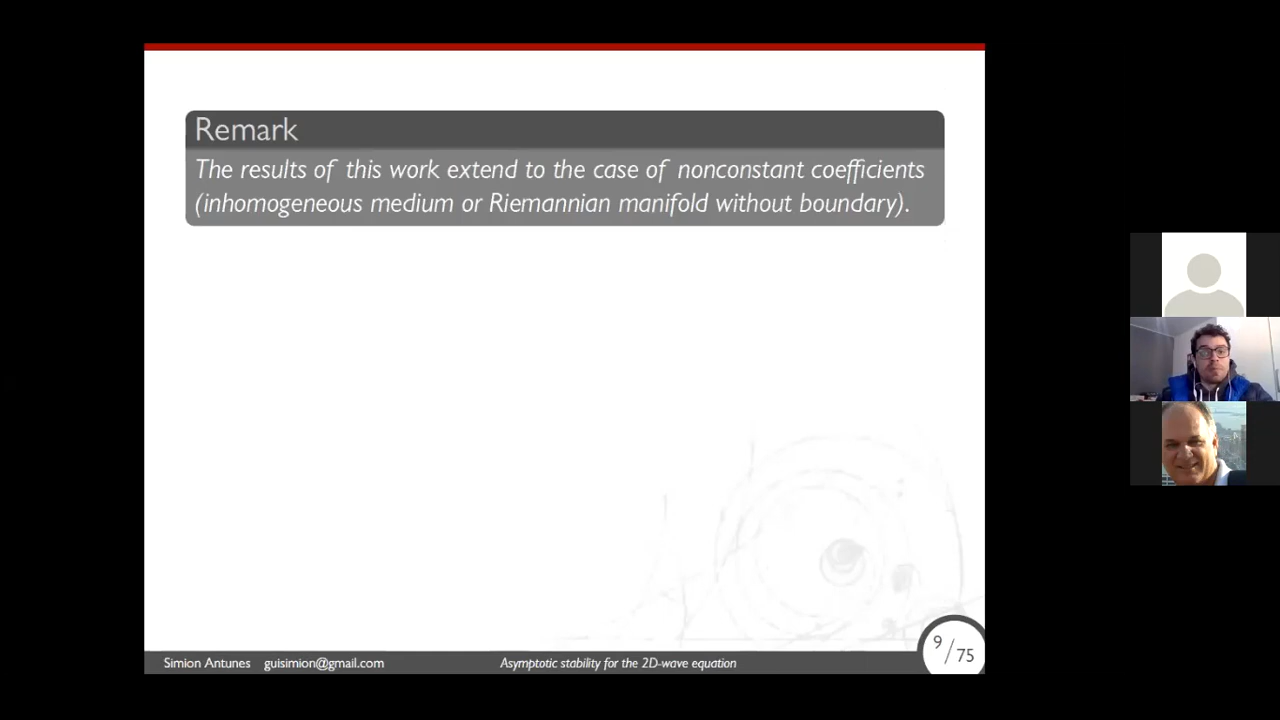 Remark
The results of this work extend to the case of nonconstant coefficients
(inhomogeneous medium or Riemannian manifold without boundary).
Simion Antunes guisimion@gmail.com Asymptotic stability for the 2D-wave equation 9/75